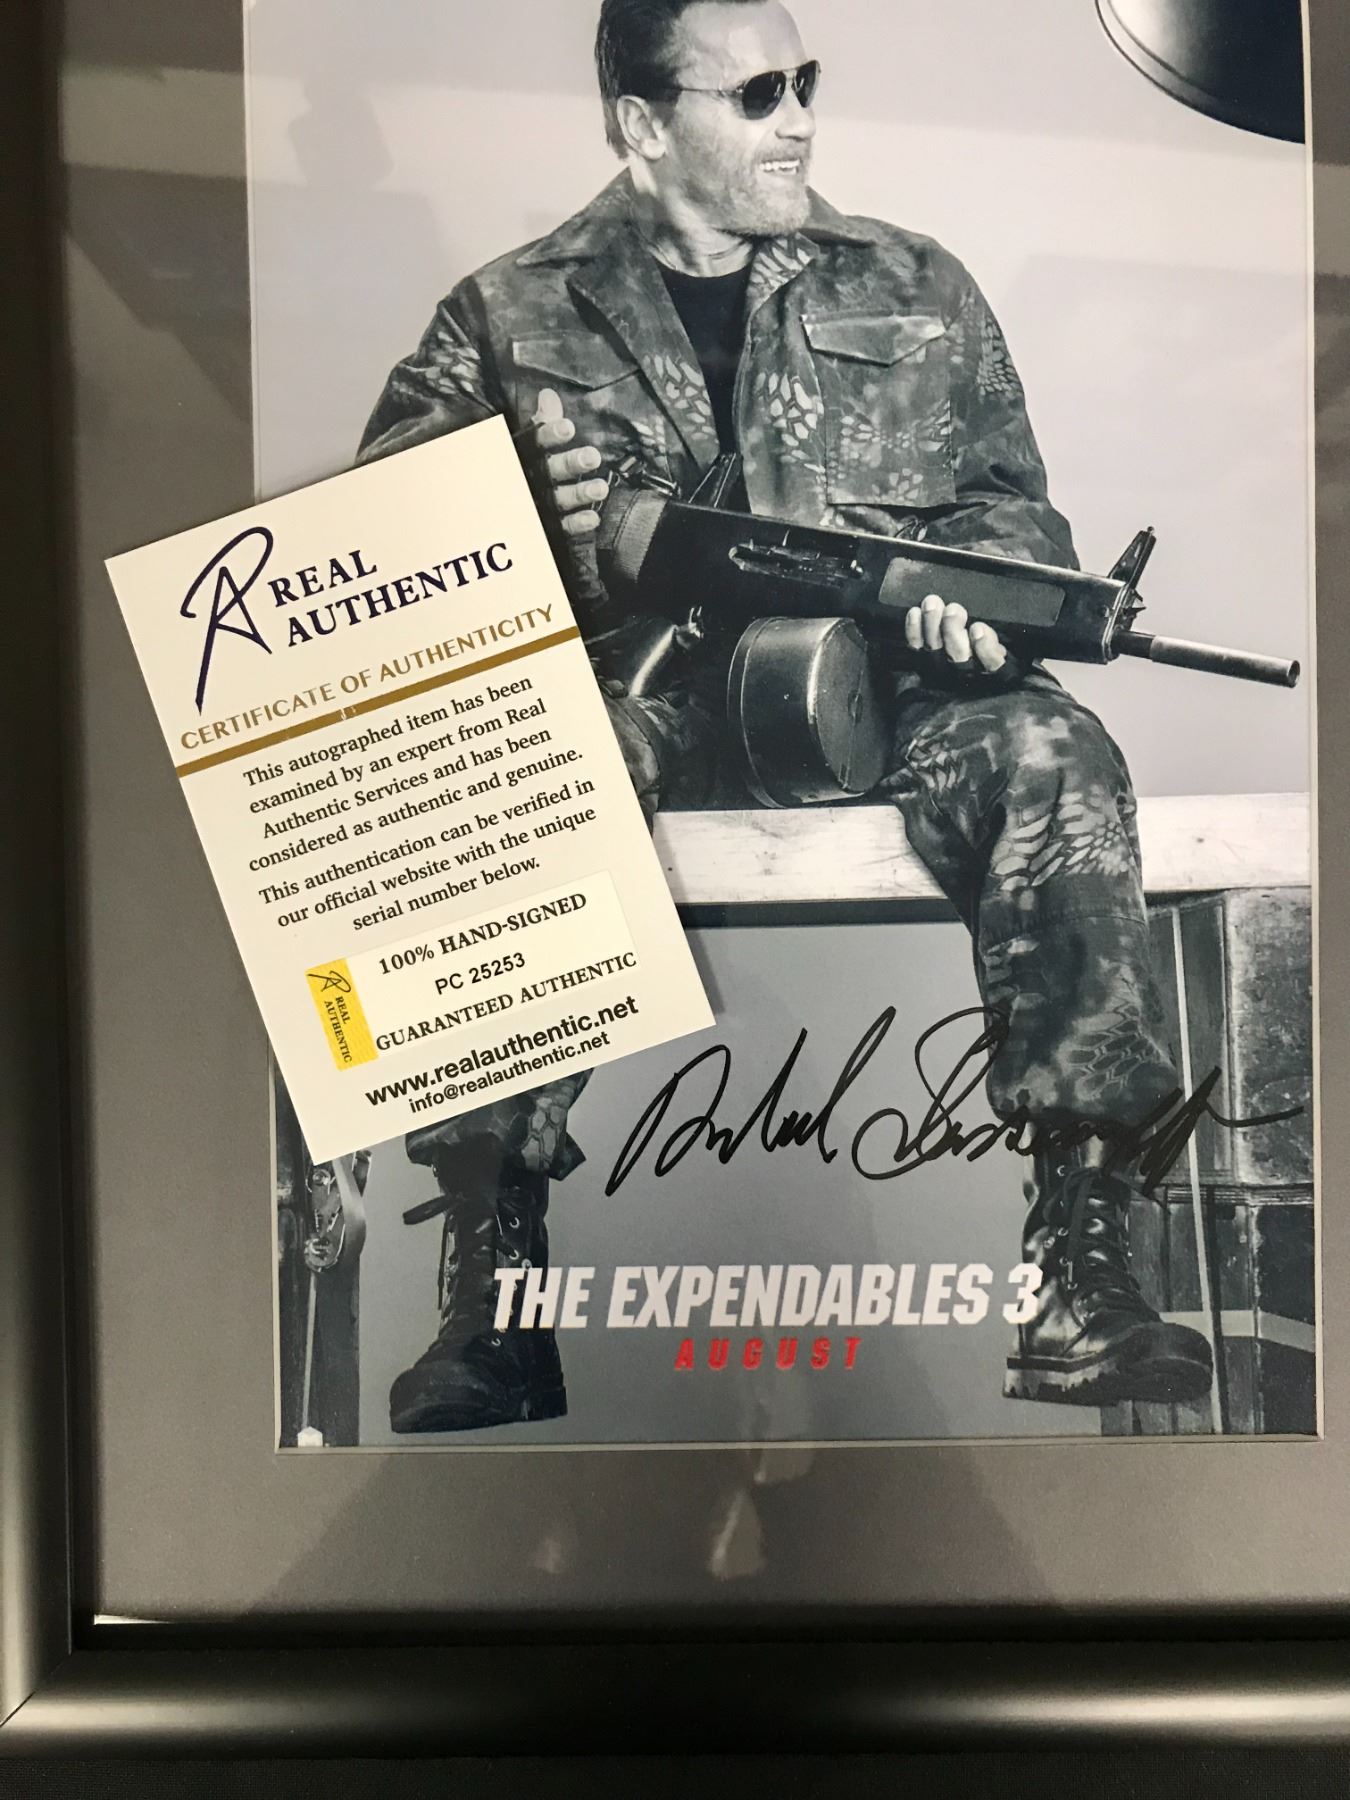 REAL
AUTHENTIC
CERTIFICATE OF AUTHENTICITY
This autographed item has been
examined by an expert from Real
Authentic Services and has been
considered as authentic and genuine.
This authentication can be verified in
our official website with the unique
serial number below.
100% HAND-SIGNED
PC 25253
GUARANTEED AUTHENTIC
REAL
AUTHENTIC
www.realauthentic.net
info@realauthentic.net
THE EXPENDABLES 3
AUGUST